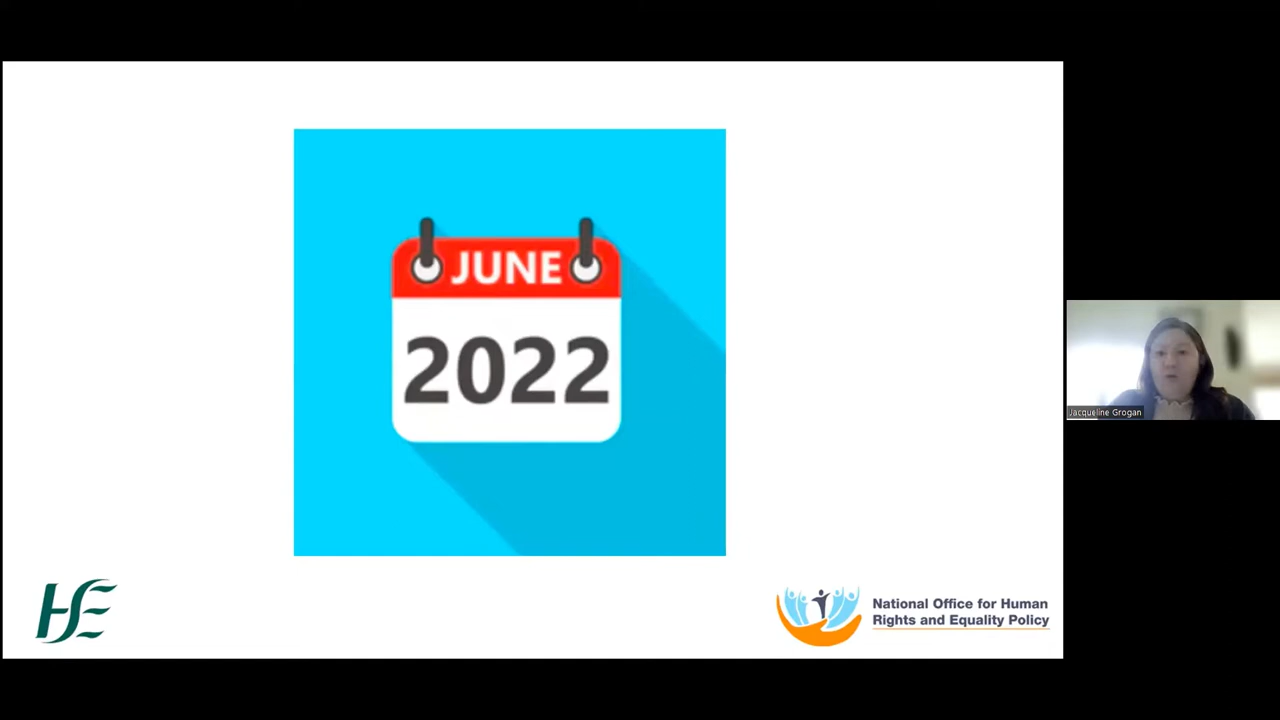 JUNE
2022
Jacqueline Grogan
HSE
National Office for Human
Rights and Equality Policy